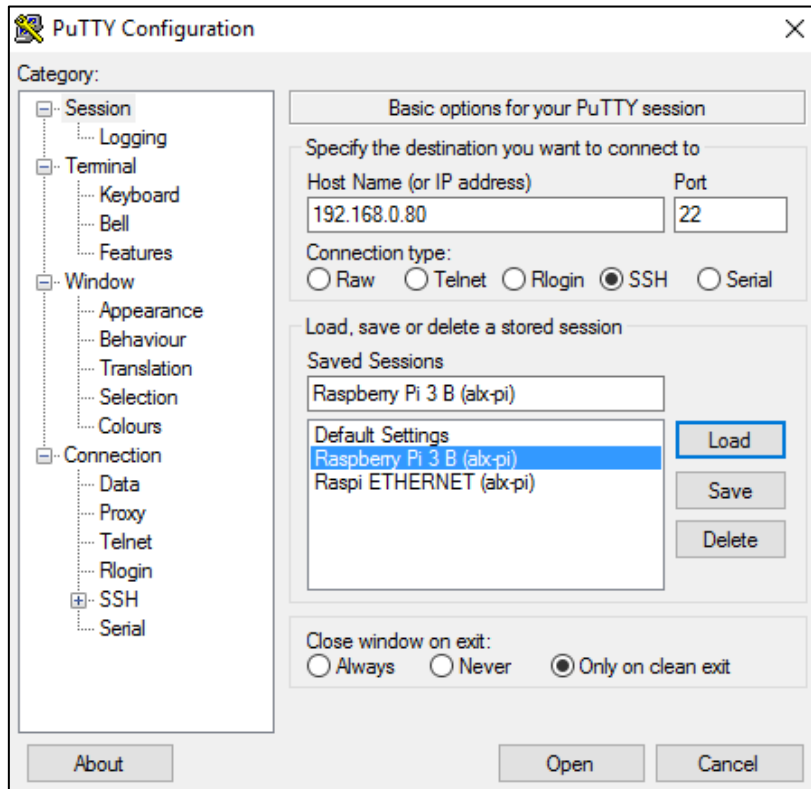 PuTTY Configuration
Category:
Session
Logging
Terminal
Keyboard
Bell
Features
Window
Appearance
Behaviour
Translation
Selection
Colours
Connection
Data
Proxy
Telnet
Rlogin
SSH
Serial
Basic options for your PuTTY session
Specify the destination you want to connect to
Host Name (or IP address) Port
192.168.0.80 22
Connection type:
Raw Telnet Rlogin SSH Serial
Load, save or delete a stored session
Saved Sessions
Raspberry Pi 3 B (alx-pi)
Default Settings
Raspberry Pi 3 B (alx-pi)
Raspi ETHERNET (alx-pi)
Load
Save
Delete
Close window on exit:
Always Never Only on clean exit
About Open Cancel